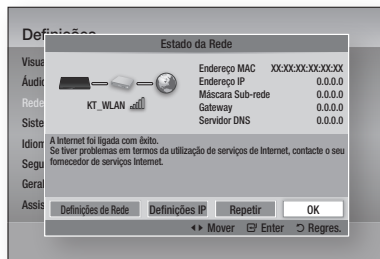 Definições
Estado da Rede
Visua
Áudio
Rede
Siste
Idiom
Segu
Geral
Assis
KT_WLAN
Endereço MAC XX:XX:XX:XX:XX:XX
Endereço IP 0.0.0.0
Máscara Sub-rede 0.0.0.0
Gateway 0.0.0.0
Servidor DNS 0.0.0.0
A Internet foi ligada com êxito.
Se tiver problemas em termos da utilização de serviços de Internet, contacte o seu
fornecedor de serviços Internet.
Definições de Rede Definições IP Repetir OK
Mover Enter Regres.